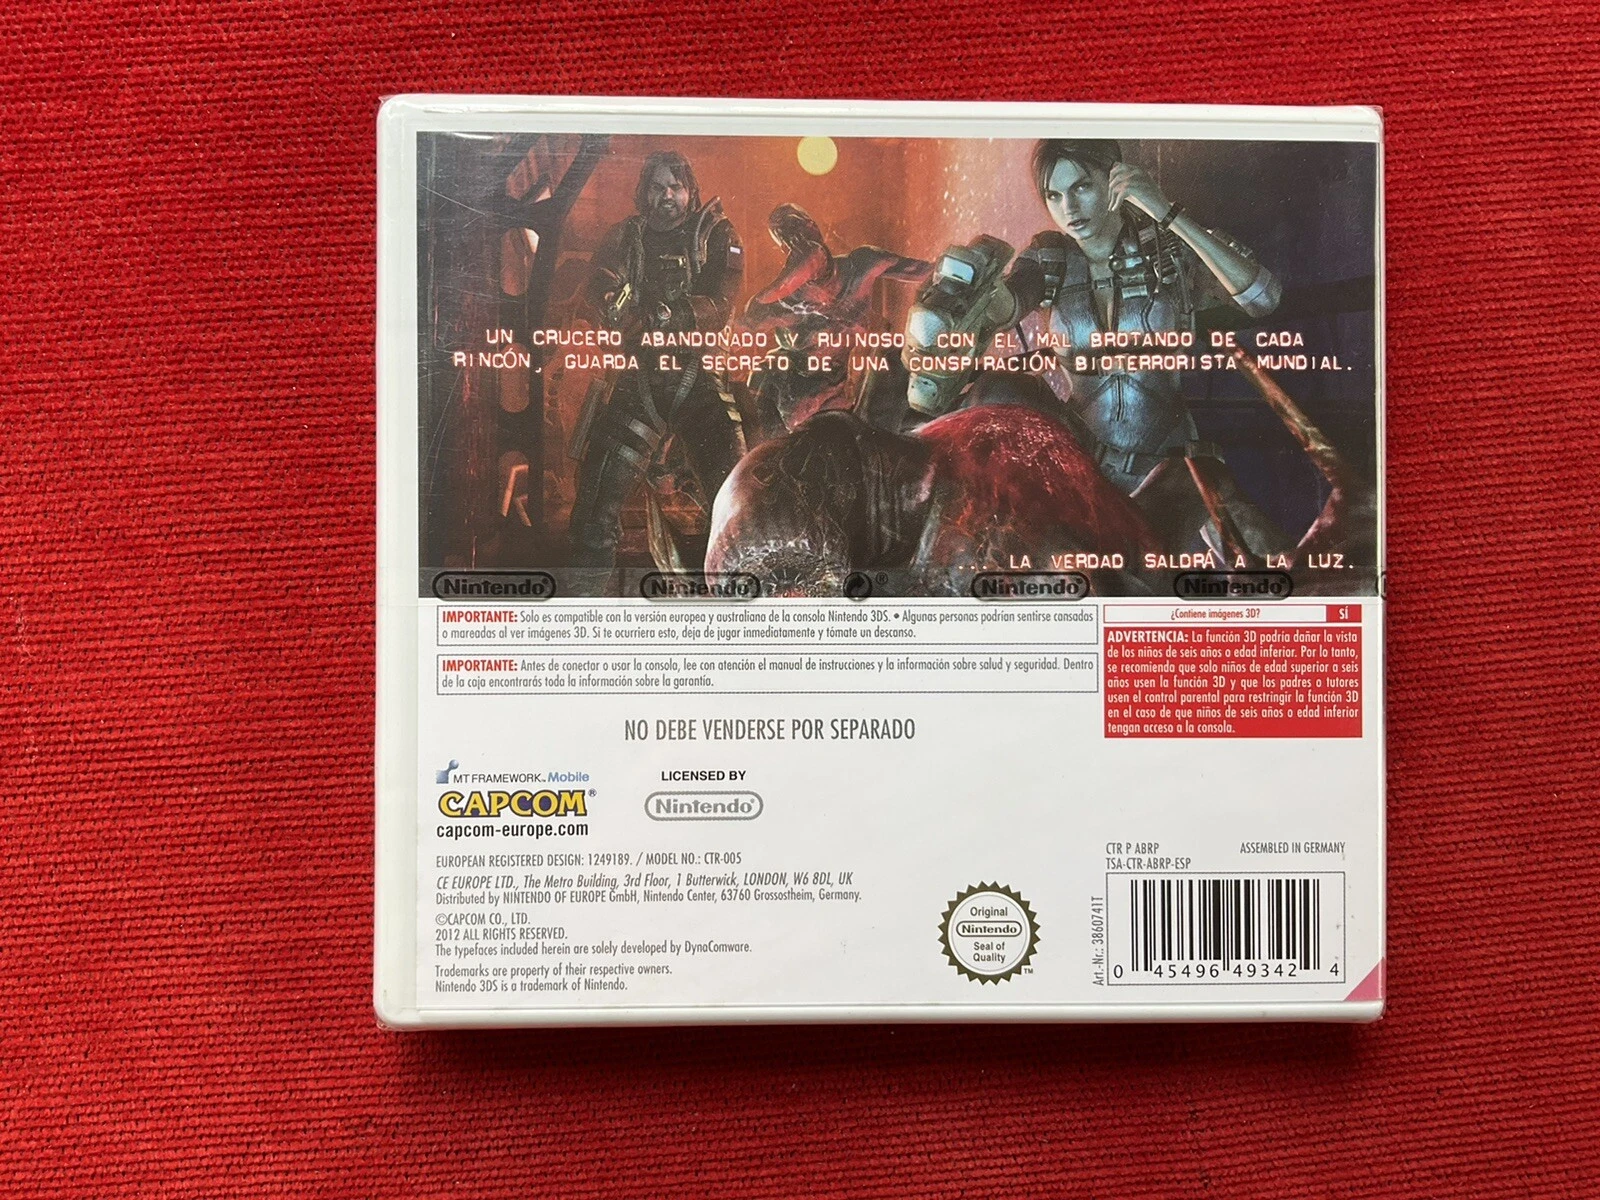 UN CRUCERO ABANDONADO Y RUINOSO, CON EL MAL BROTANDO DE CADA
RINCÓN, GUARDA EL SECRETO DE UNA CONSPIRACIÓN BIOTERRORISTA MUNDIAL.
... LA VERDAD SALDRÁ A LA LUZ.
Nintendo® Nintendo® ® Nintendo® Nintendo®
IMPORTANTE: Solo es compatible con la versión europea y australiana de la consola Nintendo 3DS. • Algunas personas podrían sentirse cansadas
o mareadas al ver imágenes 3D. Si te ocurriera esto, deja de jugar inmediatamente y tómate un descanso.
IMPORTANTE: Antes de conectar o usar la consola, lee con atención el manual de instrucciones y la información sobre salud y seguridad. Dentro
de la caja encontrarás toda la información sobre la garantía.
¿Contiene imágenes 3D? SÍ
ADVERTENCIA: La función 3D podría dañar la vista
de los niños de seis años o edad inferior. Por lo tanto,
se recomienda que solo niños de edad superior a seis
años usen la función 3D y que los padres o tutores
usen el control parental para restringir la función 3D
en el caso de que niños de seis años o edad inferior
tengan acceso a la consola.
NO DEBE VENDERSE POR SEPARADO
MT FRAMEWORK™ Mobile
CAPCOM®
capcom-europe.com
LICENSED BY
Nintendo®
EUROPEAN REGISTERED DESIGN: 1249189. / MODEL NO.: CTR-005
CE EUROPE LTD., The Metro Building, 3rd Floor, 1 Butterwick, LONDON, W6 8DL, UK
Distributed by NINTENDO OF EUROPE GmbH, Nintendo Center, 63760 Grossostheim, Germany.
©CAPCOM CO., LTD.
2012 ALL RIGHTS RESERVED.
The typefaces included herein are solely developed by DynaComware.
Trademarks are property of their respective owners.
Nintendo 3DS is a trademark of Nintendo.
Original
Nintendo
Seal of
Quality
™
CTR P ABRP ASSEMBLED IN GERMANY
TSA-CTR-ABRP-ESP
Art.-Nr.: 3860741T
0 45496 49342 4